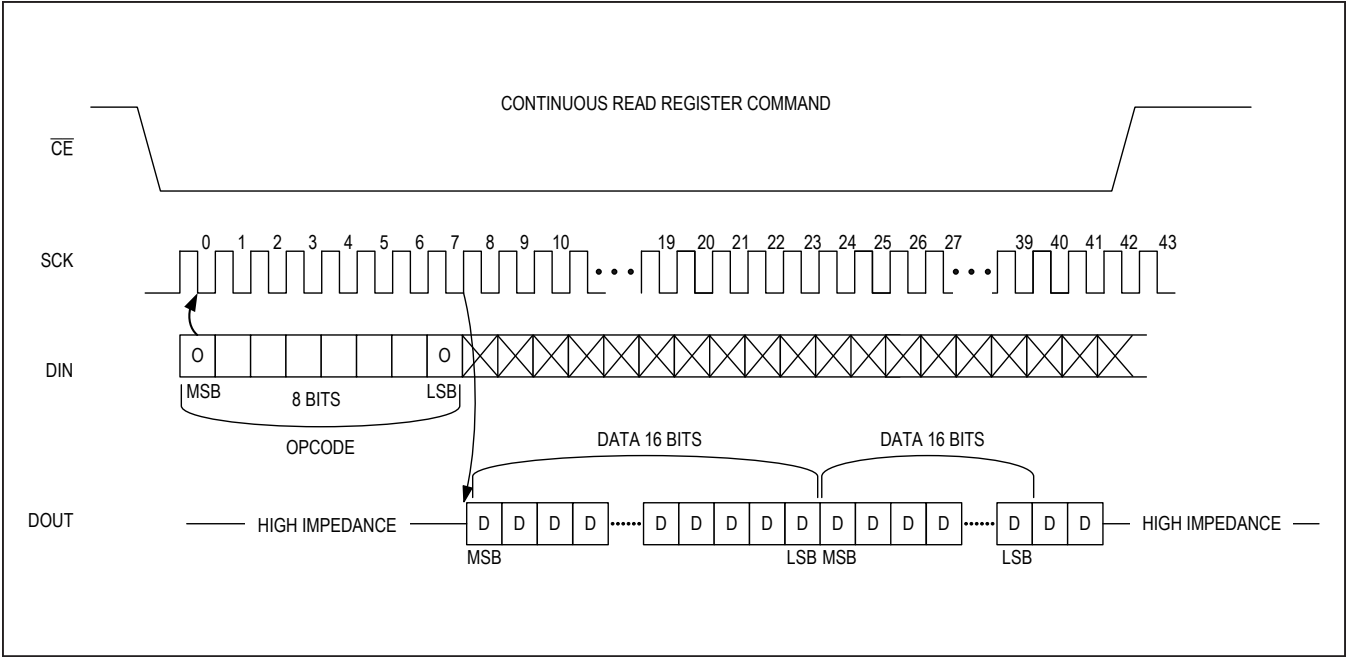 CONTINUOUS READ REGISTER COMMAND
CE
SCK
0 1 2 3 4 5 6 7 8 9 10 19 20 21 22 23 24 25 26 27 39 40 41 42 43
DIN
O O
MSB 8 BITS LSB
OPCODE
DATA 16 BITS DATA 16 BITS
DOUT
HIGH IMPEDANCE D D D D D D D D D D D D D D D D HIGH IMPEDANCE
MSB LSB MSB LSB